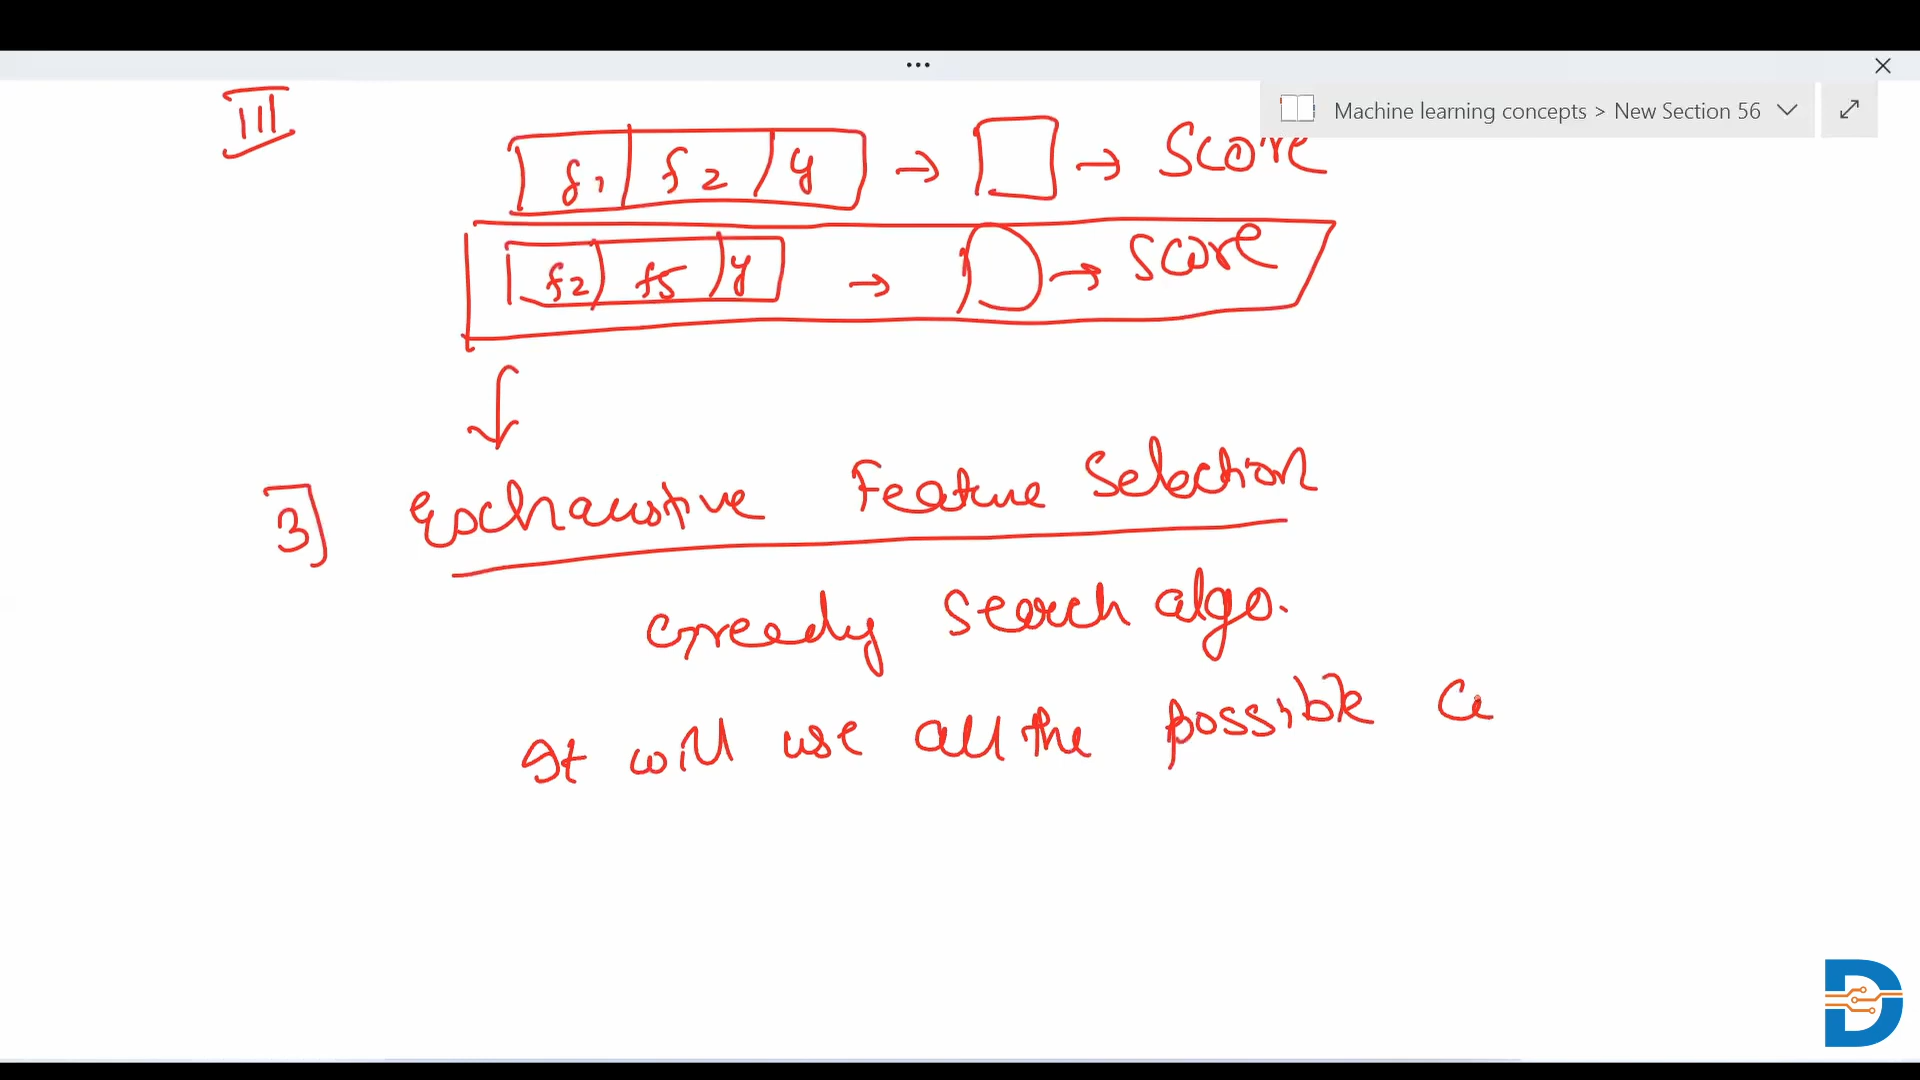 III
Machine learning concepts > New Section 56
f1 f2 y → → Score
f2 f5 y → → Score
3] Exchaustive Feature Selection
Greedy Search algo.
It will use all the possible